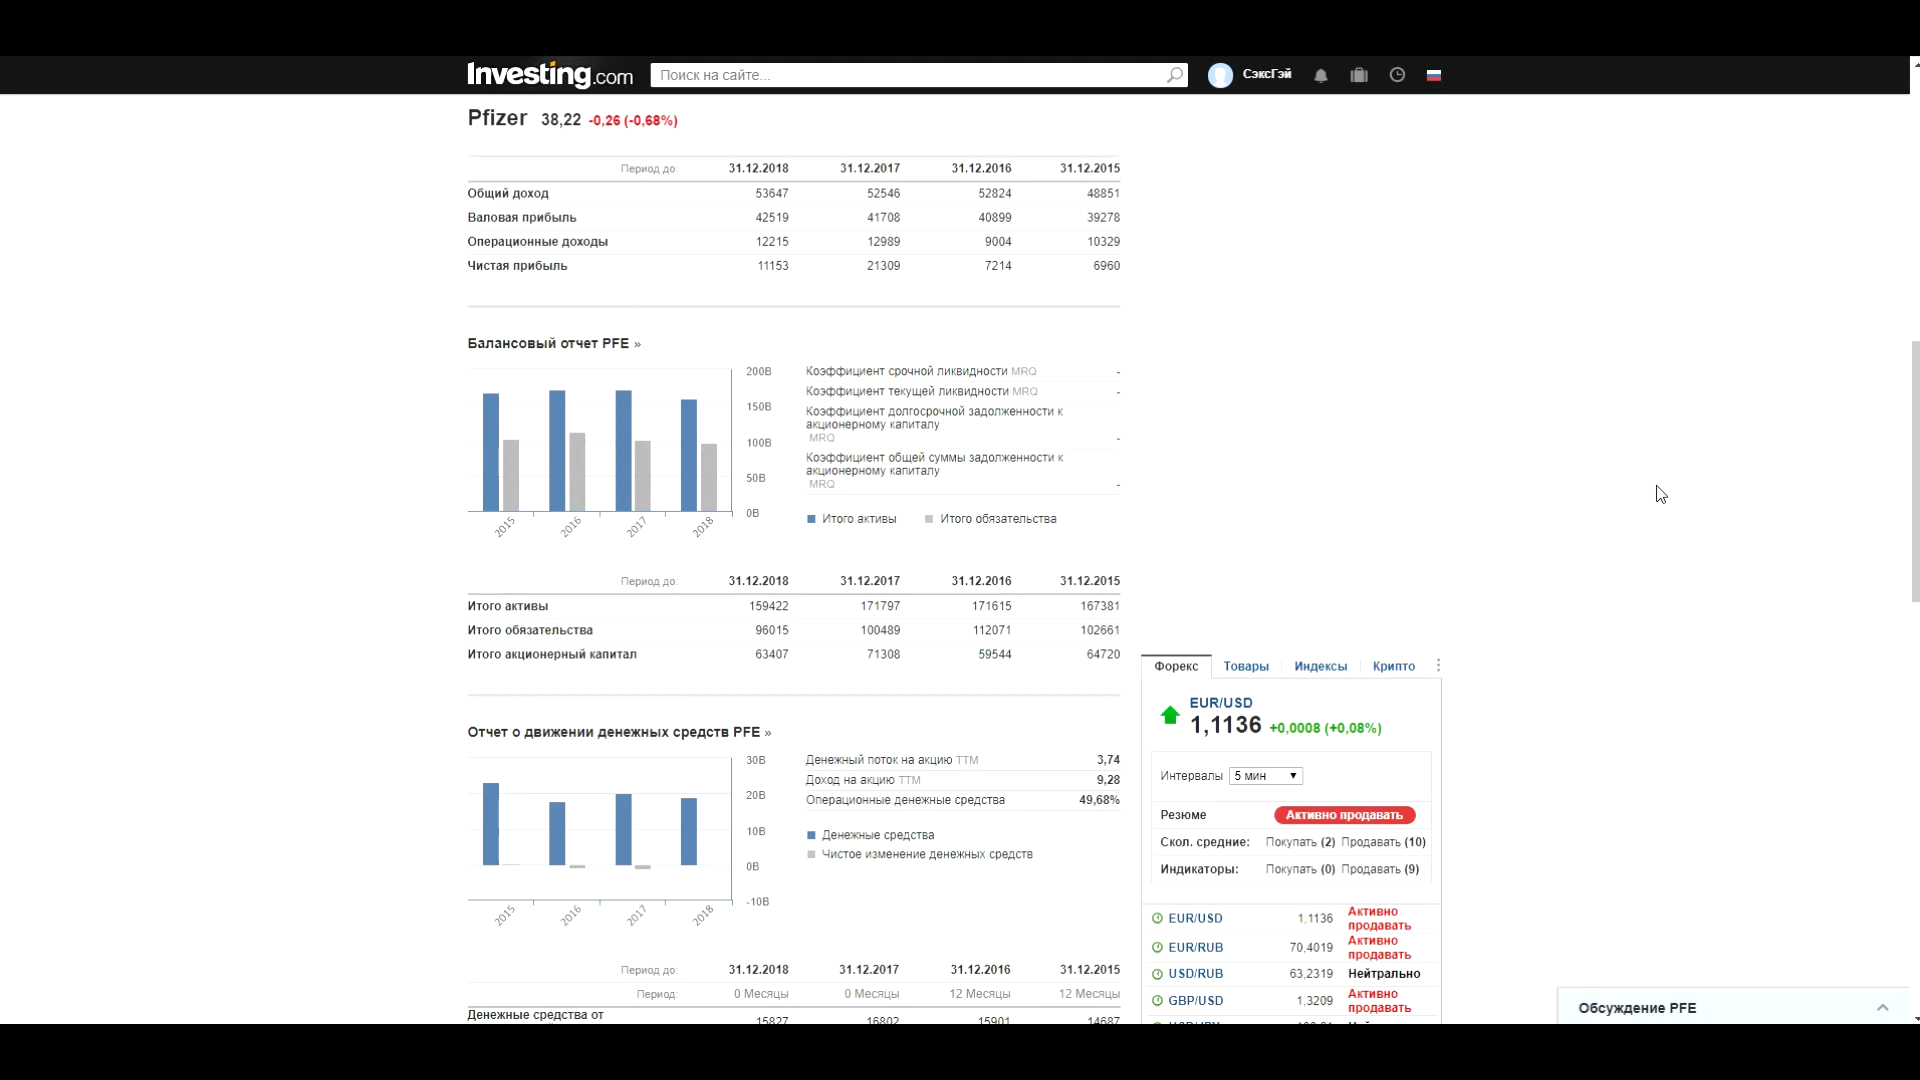 Investing.com
Поиск на сайте...
СэксГэй
Pfizer 38,22 -0,26 (-0,68%)
Период до: 31.12.2018 31.12.2017 31.12.2016 31.12.2015
Общий доход 53647 52546 52824 48851
Валовая прибыль 42519 41708 40899 39278
Операционные доходы 12215 12989 9004 10329
Чистая прибыль 11153 21309 7214 6960
Балансовый отчет PFE »
200B
150B
100B
50B
0B
2015 2016 2017 2018
Коэффициент срочной ликвидности MRQ -
Коэффициент текущей ликвидности MRQ -
Коэффициент долгосрочной задолженности к
акционерному капиталу
MRQ -
Коэффициент общей суммы задолженности к
акционерному капиталу
MRQ -
Итого активы Итого обязательства
Период до: 31.12.2018 31.12.2017 31.12.2016 31.12.2015
Итого активы 159422 171797 171615 167381
Итого обязательства 96015 100489 112071 102661
Итого акционерный капитал 63407 71308 59544 64720
Отчет о движении денежных средств PFE »
30B
20B
10B
0B
-10B
2015 2016 2017 2018
Денежный поток на акцию TTM 3,74
Доход на акцию TTM 9,28
Операционные денежные средства 49,68%
Денежные средства
Чистое изменение денежных средств
Период до: 31.12.2018 31.12.2017 31.12.2016 31.12.2015
Период: 0 Месяцы 0 Месяцы 12 Месяцы 12 Месяцы
Денежные средства от 15827 16802 15901 14687
Форекс Товары Индексы Крипто
EUR/USD
1,1136 +0,0008 (+0,08%)
Интервалы 5 мин
Резюме Активно продавать
Скол. средние: Покупать (2) Продавать (10)
Индикаторы: Покупать (0) Продавать (9)
EUR/USD 1,1136 Активно
продавать
EUR/RUB 70,4019 Активно
продавать
USD/RUB 63,2319 Нейтрально
GBP/USD 1,3209 Активно
продавать
Обсуждение PFE